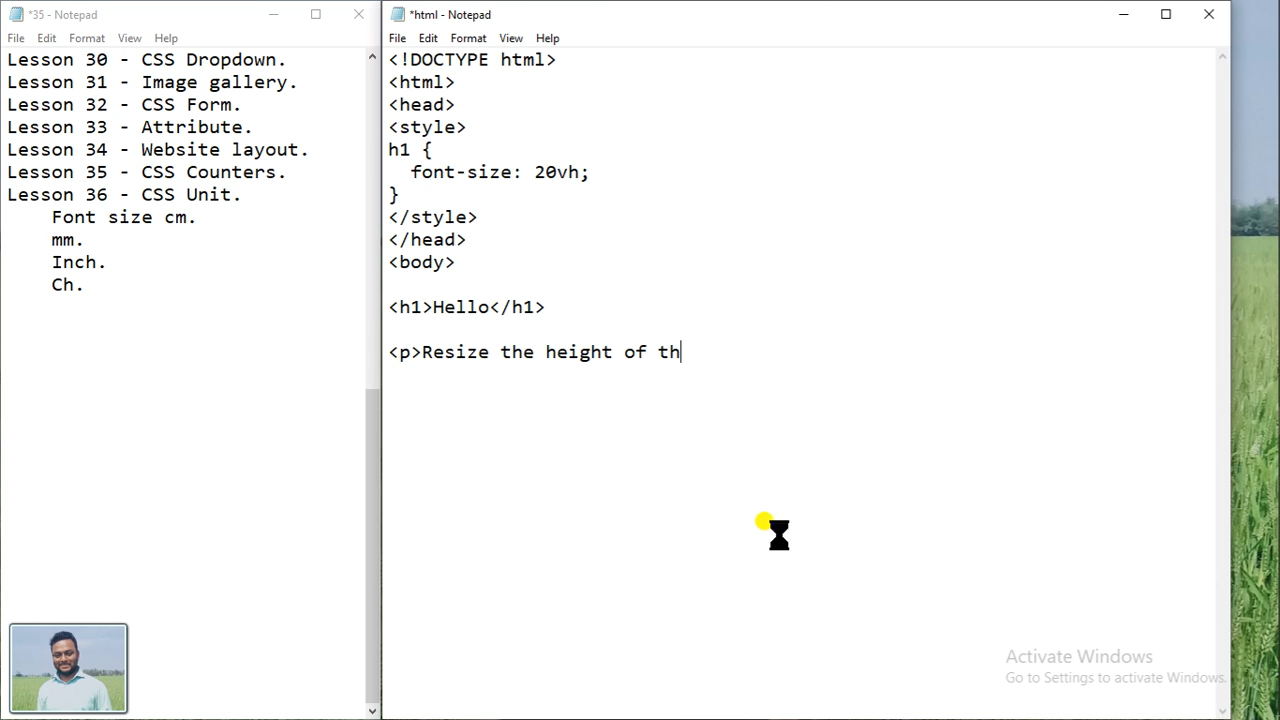 *35 - Notepad
File Edit Format View Help
Lesson 30 - CSS Dropdown.
Lesson 31 - Image gallery.
Lesson 32 - CSS Form.
Lesson 33 - Attribute.
Lesson 34 - Website layout.
Lesson 35 - CSS Counters.
Lesson 36 - CSS Unit.
Font size cm.
mm.
Inch.
Ch.
*html - Notepad
File Edit Format View Help
<!DOCTYPE html>
<html>
<head>
<style>
h1 {
  font-size: 20vh;
}
</style>
</head>
<body>
<h1>Hello</h1>
<p>Resize the height of th
Activate Windows
Go to Settings to activate Windows.